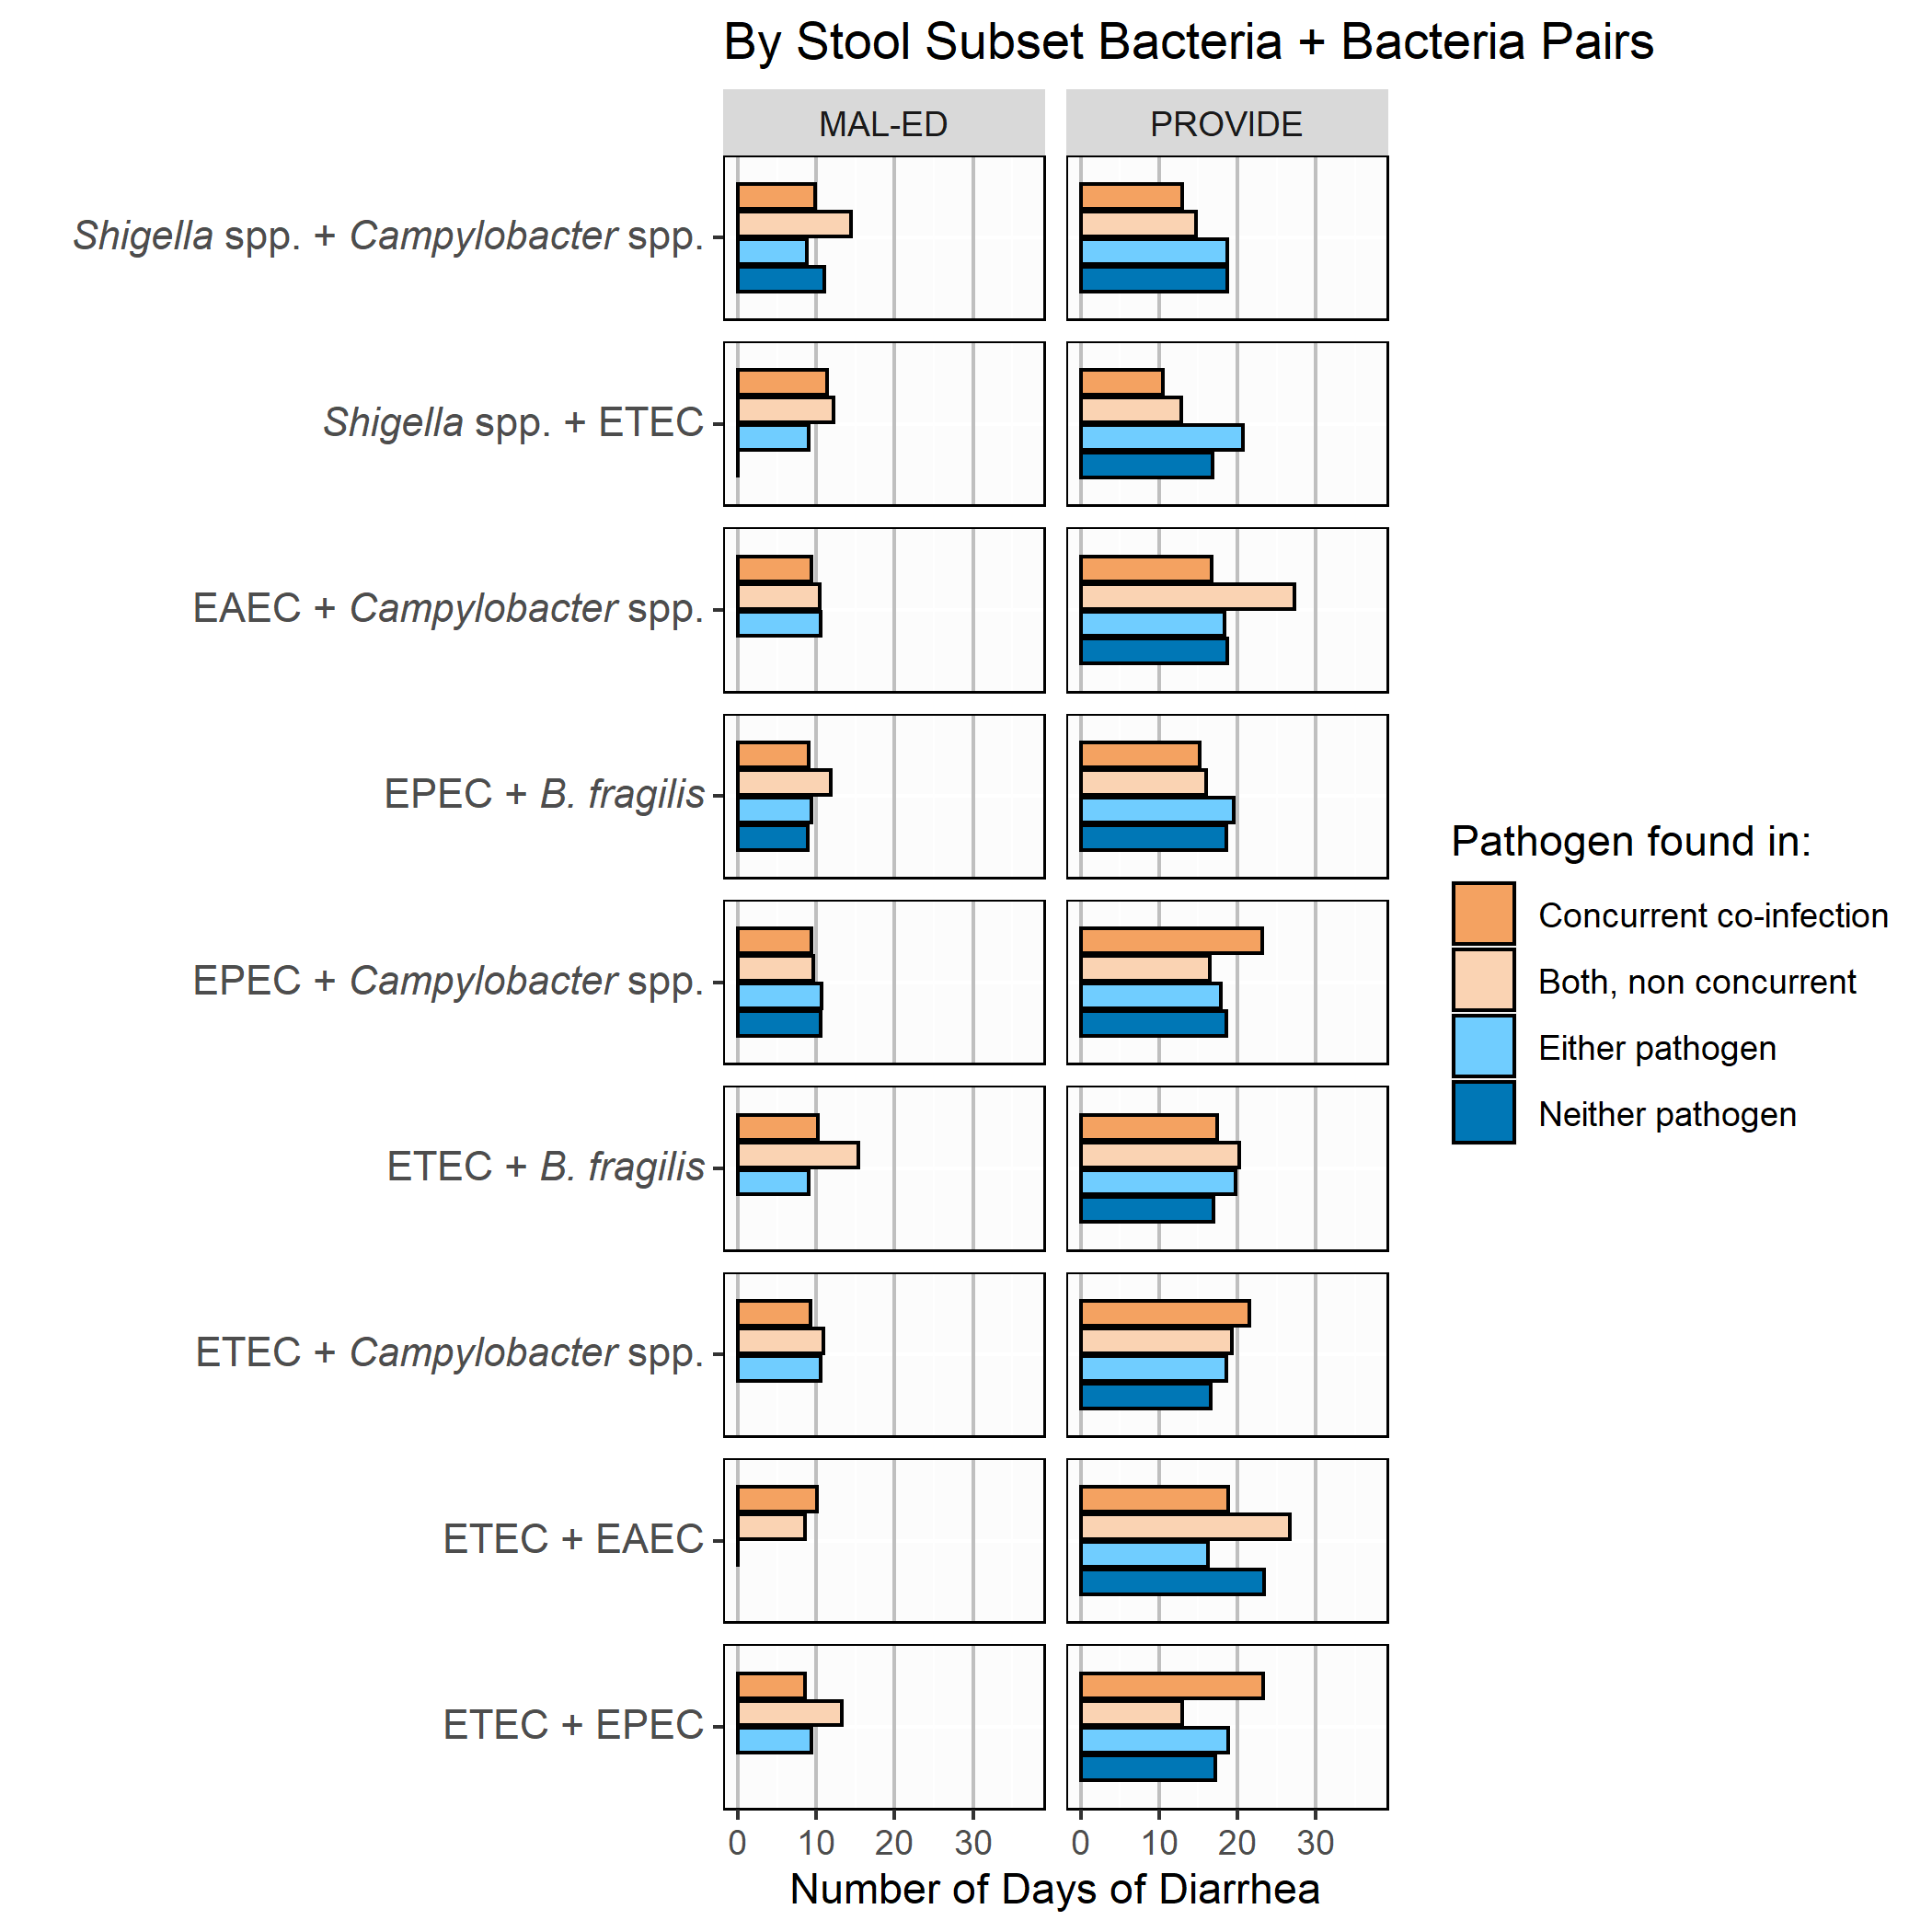 By Stool Subset Bacteria + Bacteria Pairs
MAL-ED
PROVIDE
Shigella spp. + Campylobacter spp.
Shigella spp. + ETEC
EAEC + Campylobacter spp.
EPEC + B. fragilis
EPEC + Campylobacter spp.
ETEC + B. fragilis
ETEC + Campylobacter spp.
ETEC + EAEC
ETEC + EPEC
0 10 20 30
0 10 20 30
Number of Days of Diarrhea
Pathogen found in:
Concurrent co-infection
Both, non concurrent
Either pathogen
Neither pathogen